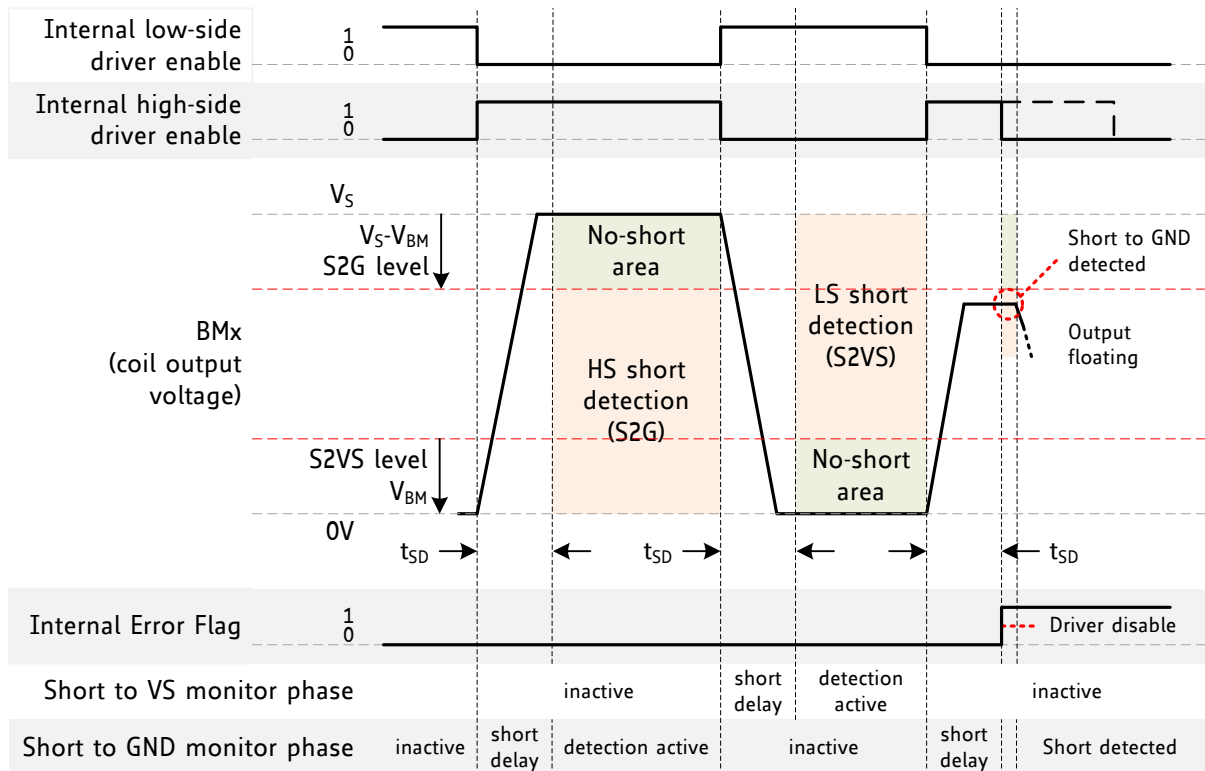 Internal low-side
driver enable
1
0
Internal high-side
driver enable
1
0
VS
VS-VBM
S2G level
No-short
area
Short to GND
detected
LS short
detection
(S2VS)
BMx
(coil output
voltage)
HS short
detection
(S2G)
Output
floating
S2VS level
VBM
No-short
area
0V
tSD
tSD
tSD
Internal Error Flag
1
0
Driver disable
Short to VS monitor phase
inactive
short
delay
detection
active
inactive
Short to GND monitor phase
inactive
short
delay
detection active
inactive
short
delay
Short detected